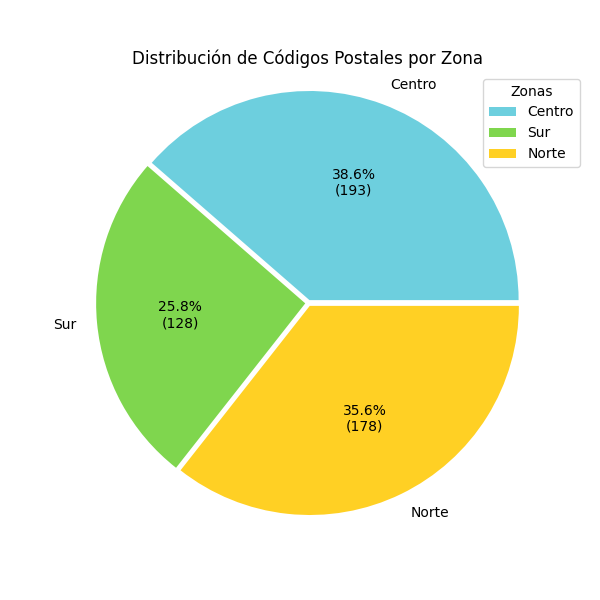 Distribución de Códigos Postales por Zona
Centro
Zonas
Centro
Sur
Norte
38.6%
(193)
25.8%
(128)
Sur
35.6%
(178)
Norte